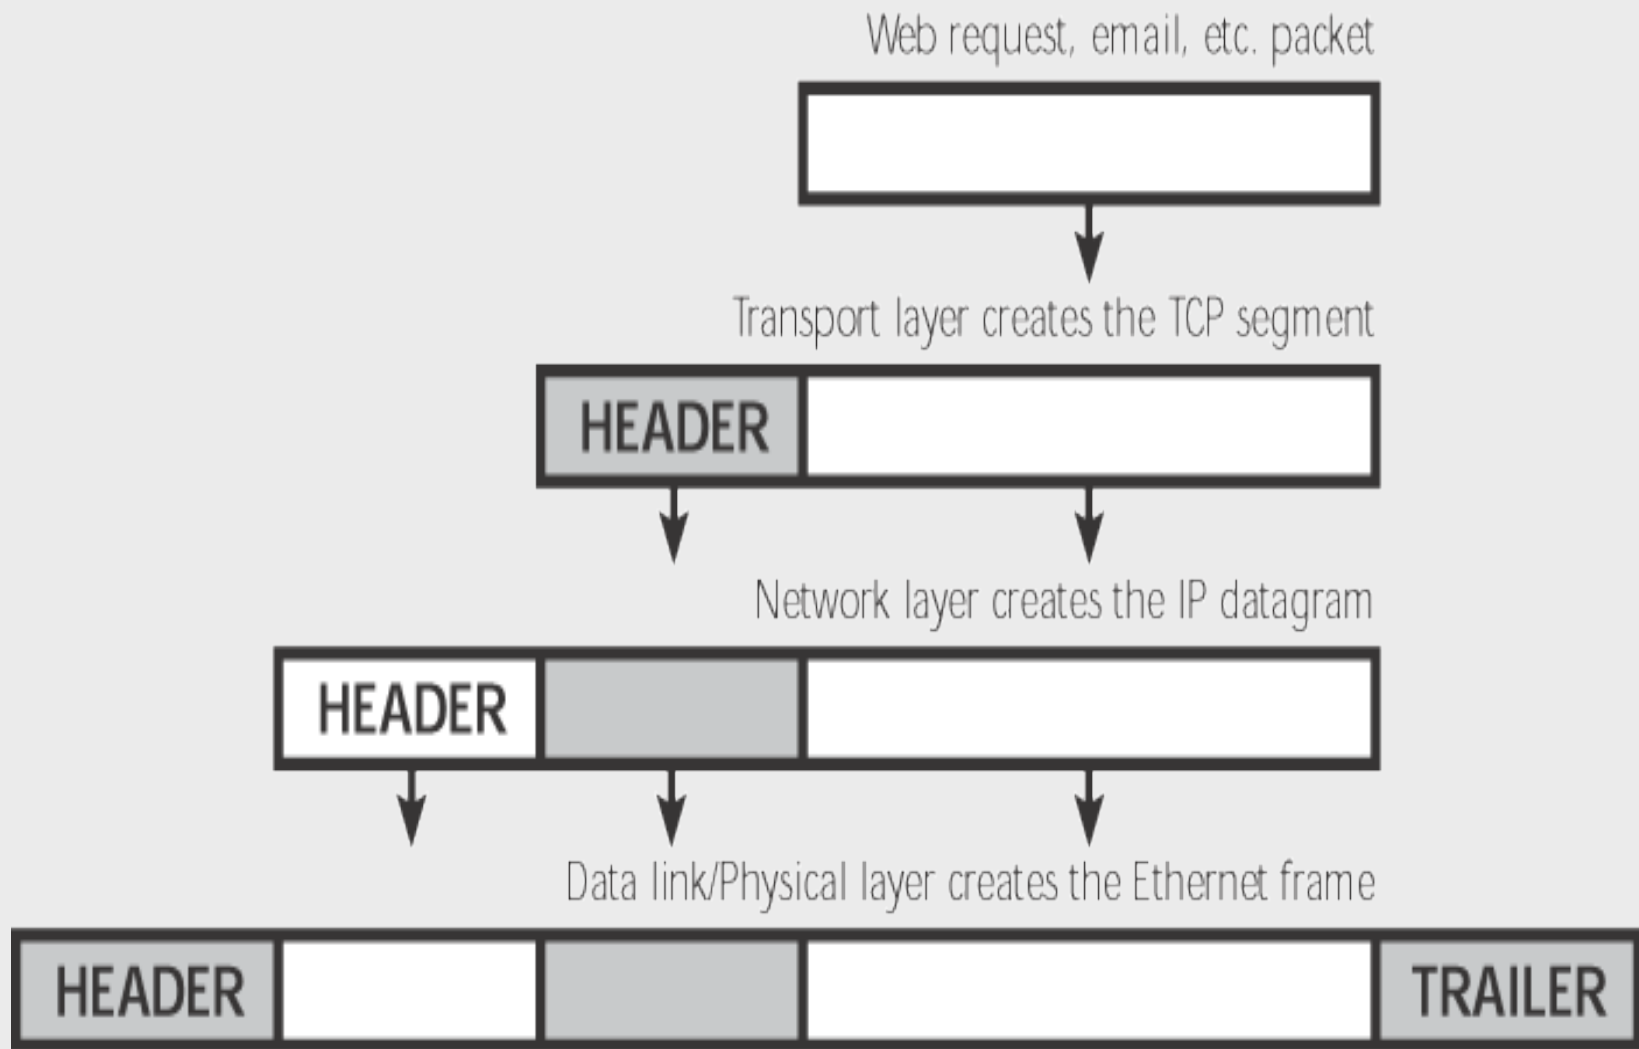 Web request, email, etc. packet
Transport layer creates the TCP segment
HEADER
Network layer creates the IP datagram
HEADER
Data link/Physical layer creates the Ethernet frame
HEADER TRAILER